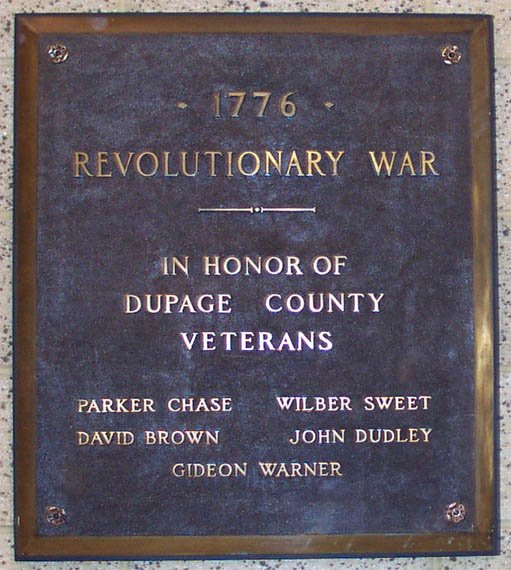 · 1776 ·
REVOLUTIONARY WAR
IN HONOR OF
DUPAGE COUNTY
VETERANS
PARKER CHASE WILBER SWEET
DAVID BROWN JOHN DUDLEY
GIDEON WARNER